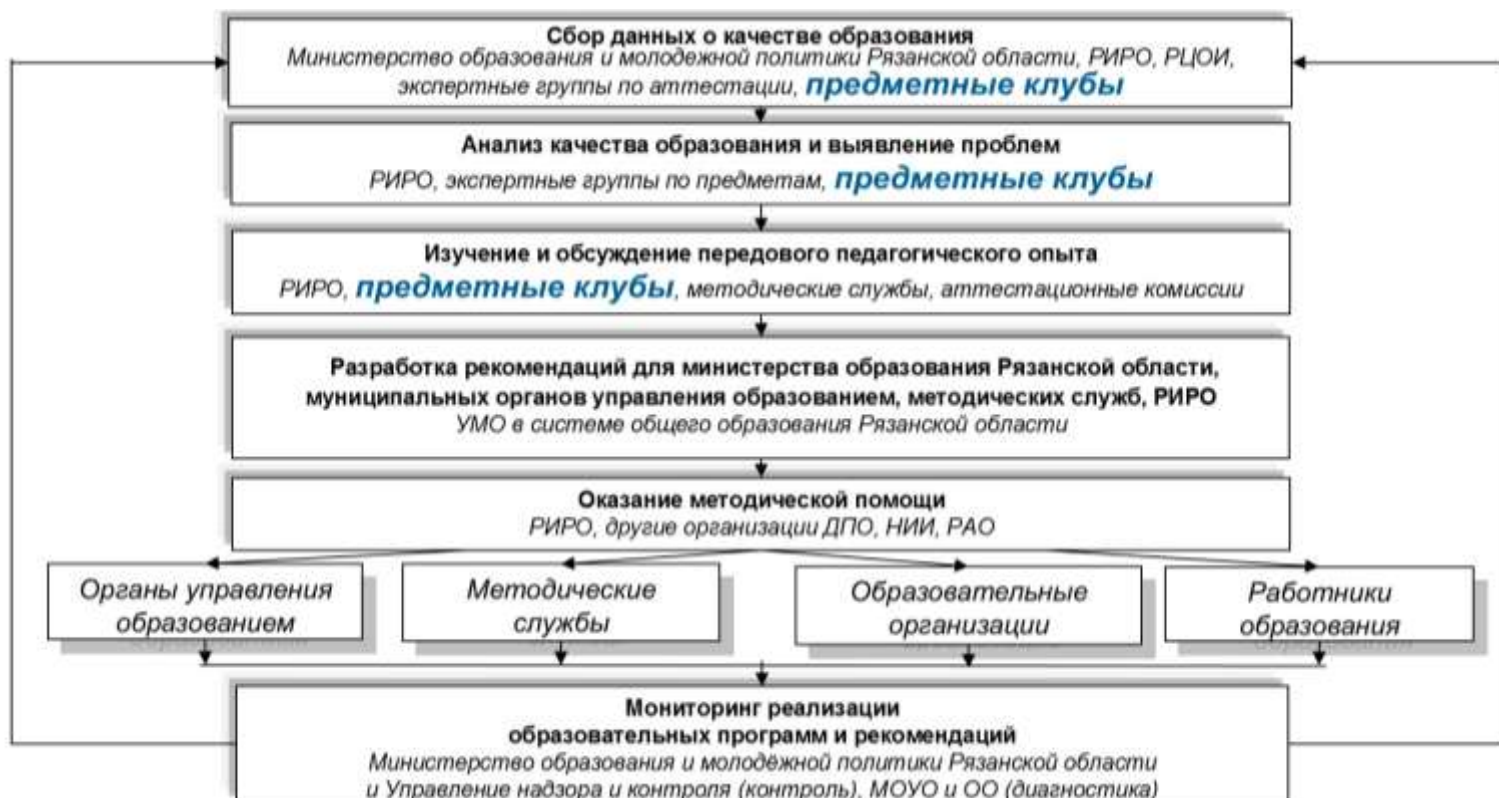 Сбор данных о качестве образования
Министерство образования и молодежной политики Рязанской области, РИРО, РЦОИ,
экспертные группы по аттестации, предметные клубы
Анализ качества образования и выявление проблем
РИРО, экспертные группы по предметам, предметные клубы
Изучение и обсуждение передового педагогического опыта
РИРО, предметные клубы, методические службы, аттестационные комиссии
Разработка рекомендаций для министерства образования Рязанской области,
муниципальных органов управления образованием, методических служб, РИРО
УМО в системе общего образования Рязанской области
Оказание методической помощи
РИРО, другие организации ДПО, НИИ, РАО
Органы управления
образованием
Методические
службы
Образовательные
организации
Работники
образования
Мониторинг реализации
образовательных программ и рекомендаций
Министерство образования и молодёжной политики Рязанской области
и Управление надзора и контроля (контроль), МОУО и ОО (диагностика)